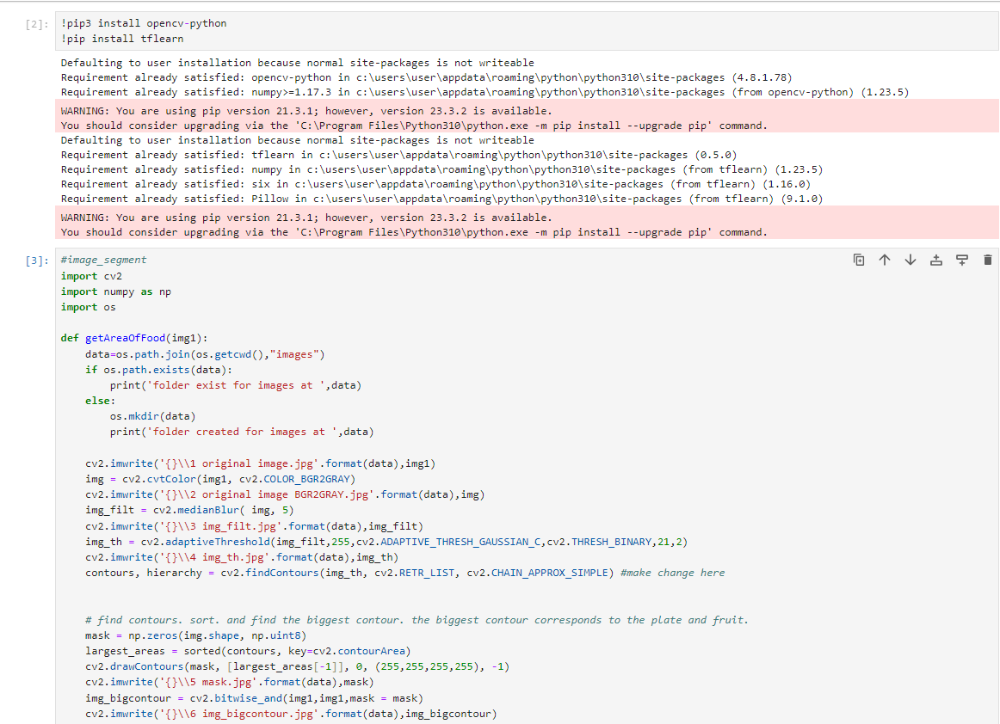 [2]: !pip3 install opencv-python
!pip install tflearn
Defaulting to user installation because normal site-packages is not writeable
Requirement already satisfied: opencv-python in c:\users\user\appdata\roaming\python\python310\site-packages (4.8.1.78)
Requirement already satisfied: numpy>=1.17.3 in c:\users\user\appdata\roaming\python\python310\site-packages (from opencv-python) (1.23.5)
WARNING: You are using pip version 21.3.1; however, version 23.3.2 is available.
You should consider upgrading via the 'C:\Program Files\Python310\python.exe -m pip install --upgrade pip' command.
Defaulting to user installation because normal site-packages is not writeable
Requirement already satisfied: tflearn in c:\users\user\appdata\roaming\python\python310\site-packages (0.5.0)
Requirement already satisfied: numpy in c:\users\user\appdata\roaming\python\python310\site-packages (from tflearn) (1.23.5)
Requirement already satisfied: six in c:\users\user\appdata\roaming\python\python310\site-packages (from tflearn) (1.16.0)
Requirement already satisfied: Pillow in c:\users\user\appdata\roaming\python\python310\site-packages (from tflearn) (9.1.0)
WARNING: You are using pip version 21.3.1; however, version 23.3.2 is available.
You should consider upgrading via the 'C:\Program Files\Python310\python.exe -m pip install --upgrade pip' command.
[3]: #image_segment
import cv2
import numpy as np
import os

def getAreaOfFood(img1):
    data=os.path.join(os.getcwd(),"images")
    if os.path.exists(data):
        print('folder exist for images at ',data)
    else:
        os.mkdir(data)
        print('folder created for images at ',data)

    cv2.imwrite('{}\\1 original image.jpg'.format(data),img1)
    img = cv2.cvtColor(img1, cv2.COLOR_BGR2GRAY)
    cv2.imwrite('{}\\2 original image BGR2GRAY.jpg'.format(data),img)
    img_filt = cv2.medianBlur( img, 5)
    cv2.imwrite('{}\\3 img_filt.jpg'.format(data),img_filt)
    img_th = cv2.adaptiveThreshold(img_filt,255,cv2.ADAPTIVE_THRESH_GAUSSIAN_C,cv2.THRESH_BINARY,21,2)
    cv2.imwrite('{}\\4 img_th.jpg'.format(data),img_th)
    contours, hierarchy = cv2.findContours(img_th, cv2.RETR_LIST, cv2.CHAIN_APPROX_SIMPLE) #make change here

    # find contours. sort. and find the biggest contour. the biggest contour corresponds to the plate and fruit.
    mask = np.zeros(img.shape, np.uint8)
    largest_areas = sorted(contours, key=cv2.contourArea)
    cv2.drawContours(mask, [largest_areas[-1]], 0, (255,255,255,255), -1)
    cv2.imwrite('{}\\5 mask.jpg'.format(data),mask)
    img_bigcontour = cv2.bitwise_and(img1,img1,mask = mask)
    cv2.imwrite('{}\\6 img_bigcontour.jpg'.format(data),img_bigcontour)